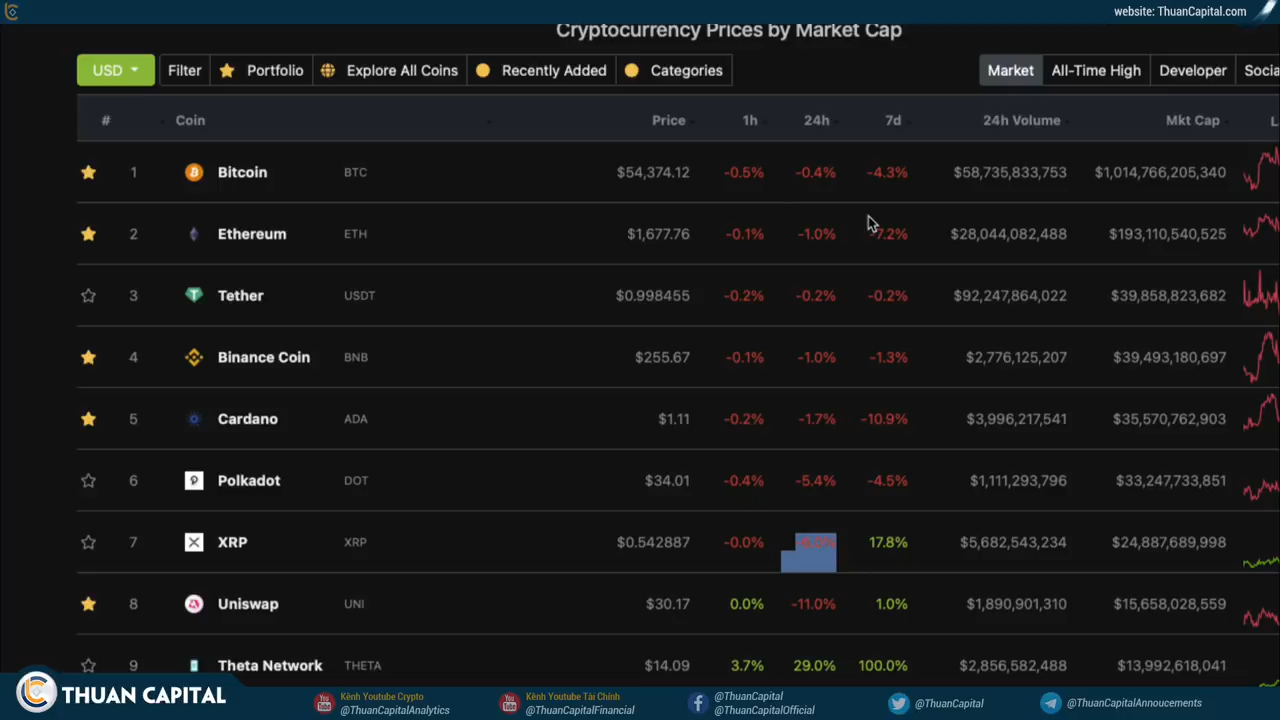 website: ThuanCapital.com
Cryptocurrency Prices by Market Cap
USD Filter Portfolio Explore All Coins Recently Added Categories Market All-Time High Developer Socia
# Coin Price 1h 24h 7d 24h Volume Mkt Cap L
1 Bitcoin BTC $54,374.12 -0.5% -0.4% -4.3% $58,735,833,753 $1,014,766,205,340
2 Ethereum ETH $1,677.76 -0.1% -1.0% -7.2% $28,044,082,488 $193,110,540,525
3 Tether USDT $0.998455 -0.2% -0.2% -0.2% $92,247,864,022 $39,858,823,682
4 Binance Coin BNB $255.67 -0.1% -1.0% -1.3% $2,776,125,207 $39,493,180,697
5 Cardano ADA $1.11 -0.2% -1.7% -10.9% $3,996,217,541 $35,570,762,903
6 Polkadot DOT $34.01 -0.4% -5.4% -4.5% $1,111,293,796 $33,247,733,851
7 XRP XRP $0.542887 -0.0% 17.8% $5,682,543,234 $24,887,689,998
8 Uniswap UNI $30.17 0.0% -11.0% 1.0% $1,890,901,310 $15,658,028,559
9 Theta Network THETA $14.09 3.7% 29.0% 100.0% $2,856,582,488 $13,992,618,041
THUAN CAPITAL
Kênh Youtube Crypto
@ThuanCapitalAnalytics
Kênh Youtube Tài Chính
@ThuanCapitalFinancial
@ThuanCapital
@ThuanCapitalOfficial
@ThuanCapital
@ThuanCapitalAnnoucements